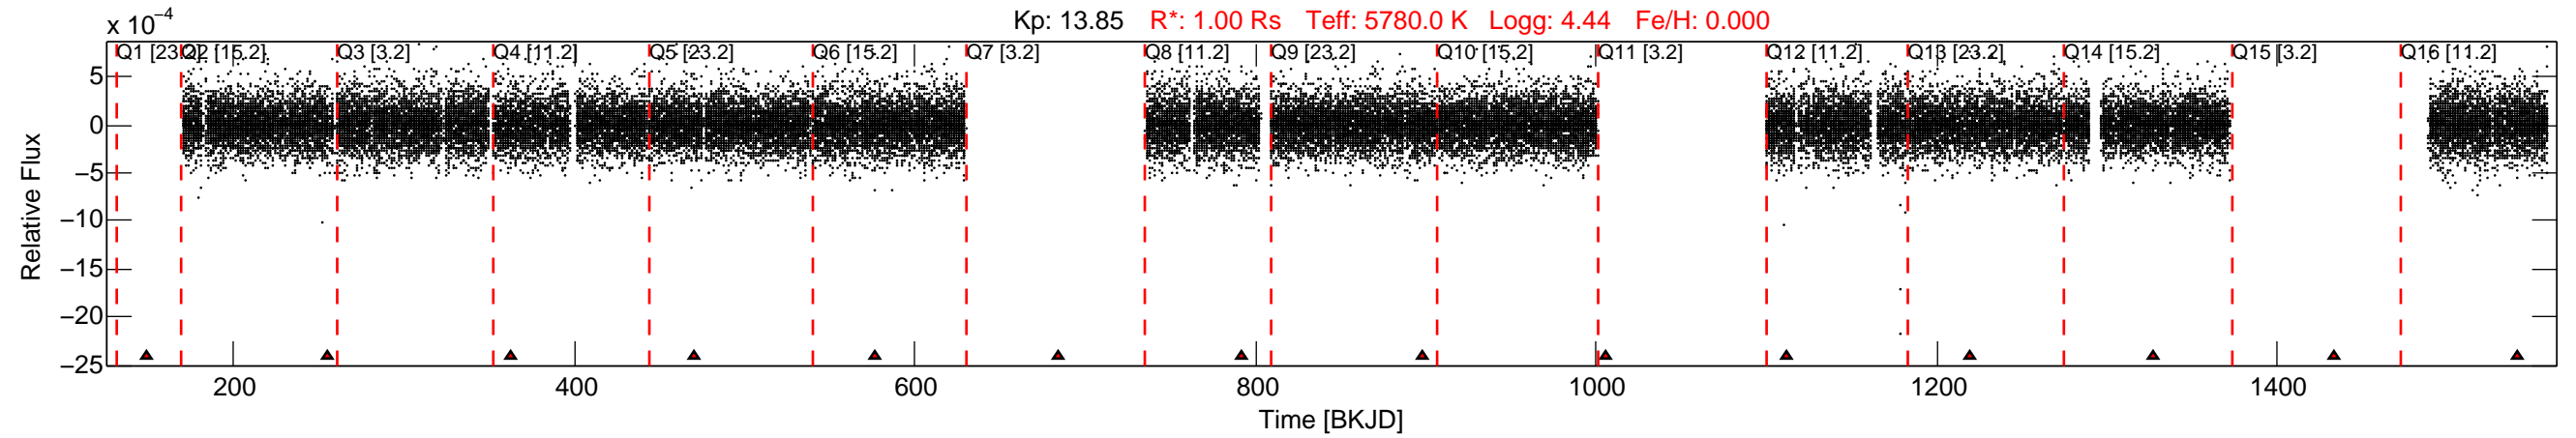 Kp: 13.85 R*: 1.00 Rs Teff: 5780.0 K Logg: 4.44 Fe/H: 0.000
x 10⁻⁴
Q1 [23.2] Q2 [15.2] Q3 [3.2] Q4 [11.2] Q5 [23.2] Q6 [15.2] Q7 [3.2] Q8 [11.2] Q9 [23.2] Q10 [15.2] Q11 [3.2] Q12 [11.2] Q13 [23.2] Q14 [15.2] Q15 [3.2] Q16 [11.2]
5
0
−5
−10
−15
−20
−25
Relative Flux
200 400 600 800 1000 1200 1400
Time [BKJD]